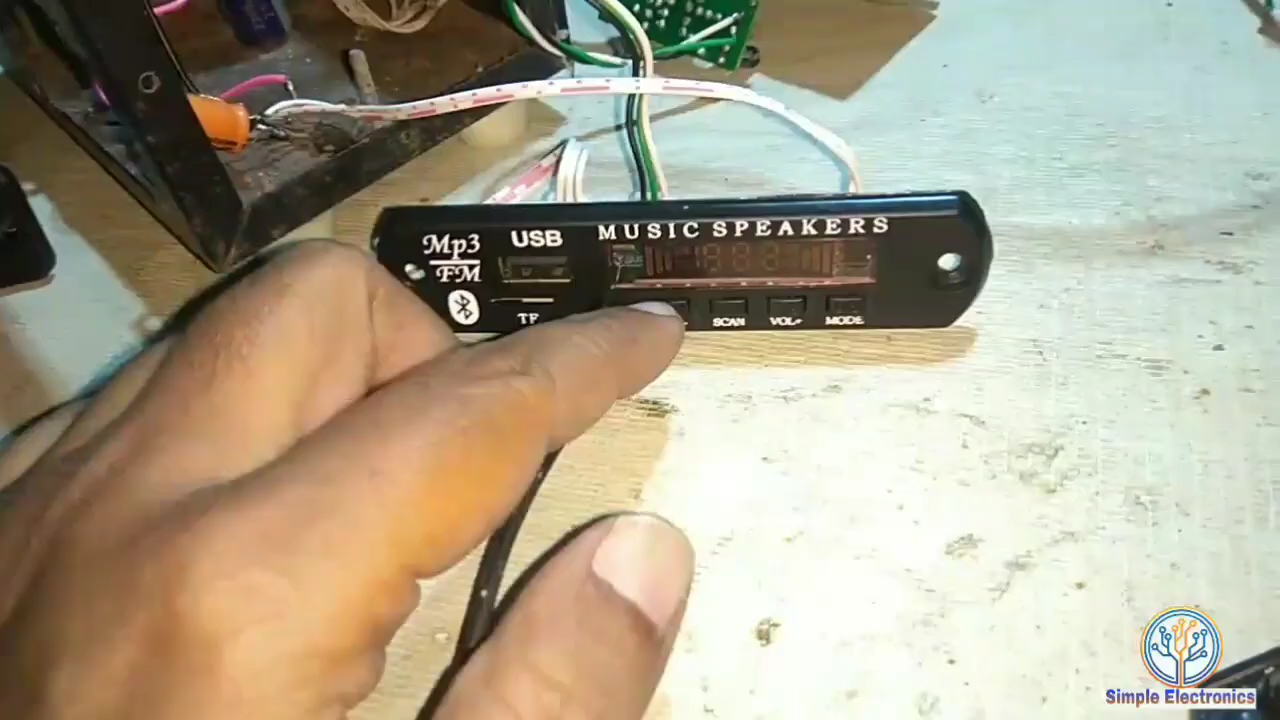 MUSIC SPEAKERS
Mp3
FM
USB
TF
SCAN
VOL+
MODE
Simple Electronics